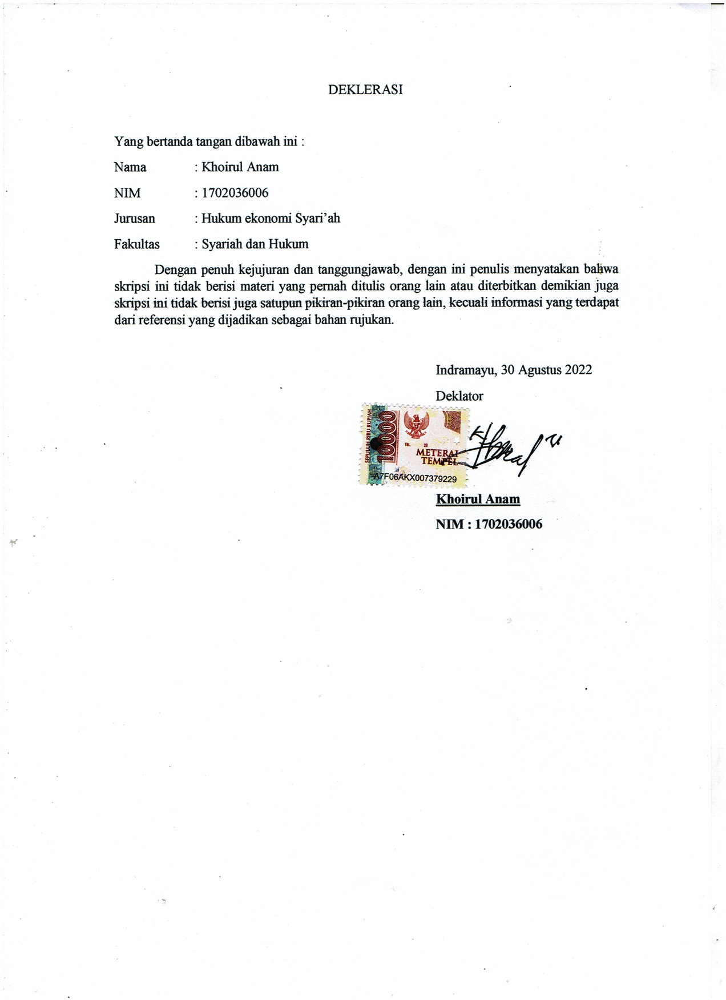 DEKLERASI
Yang bertanda tangan dibawah ini :
Nama : Khoirul Anam
NIM : 1702036006
Jurusan : Hukum ekonomi Syari’ah
Fakultas : Syariah dan Hukum
Dengan penuh kejujuran dan tanggungjawab, dengan ini penulis menyatakan bahwa
skripsi ini tidak berisi materi yang pernah ditulis orang lain atau diterbitkan demikian juga
skripsi ini tidak berisi juga satupun pikiran-pikiran orang lain, kecuali informasi yang terdapat
dari referensi yang dijadikan sebagai bahan rujukan.
Indramayu, 30 Agustus 2022
Deklator
SEPULUH RIBU RUPIAH
10000
TGL. 20
METERAI
TEMPEL
A7F06AKX007379229
Khoirul Anam
NIM : 1702036006